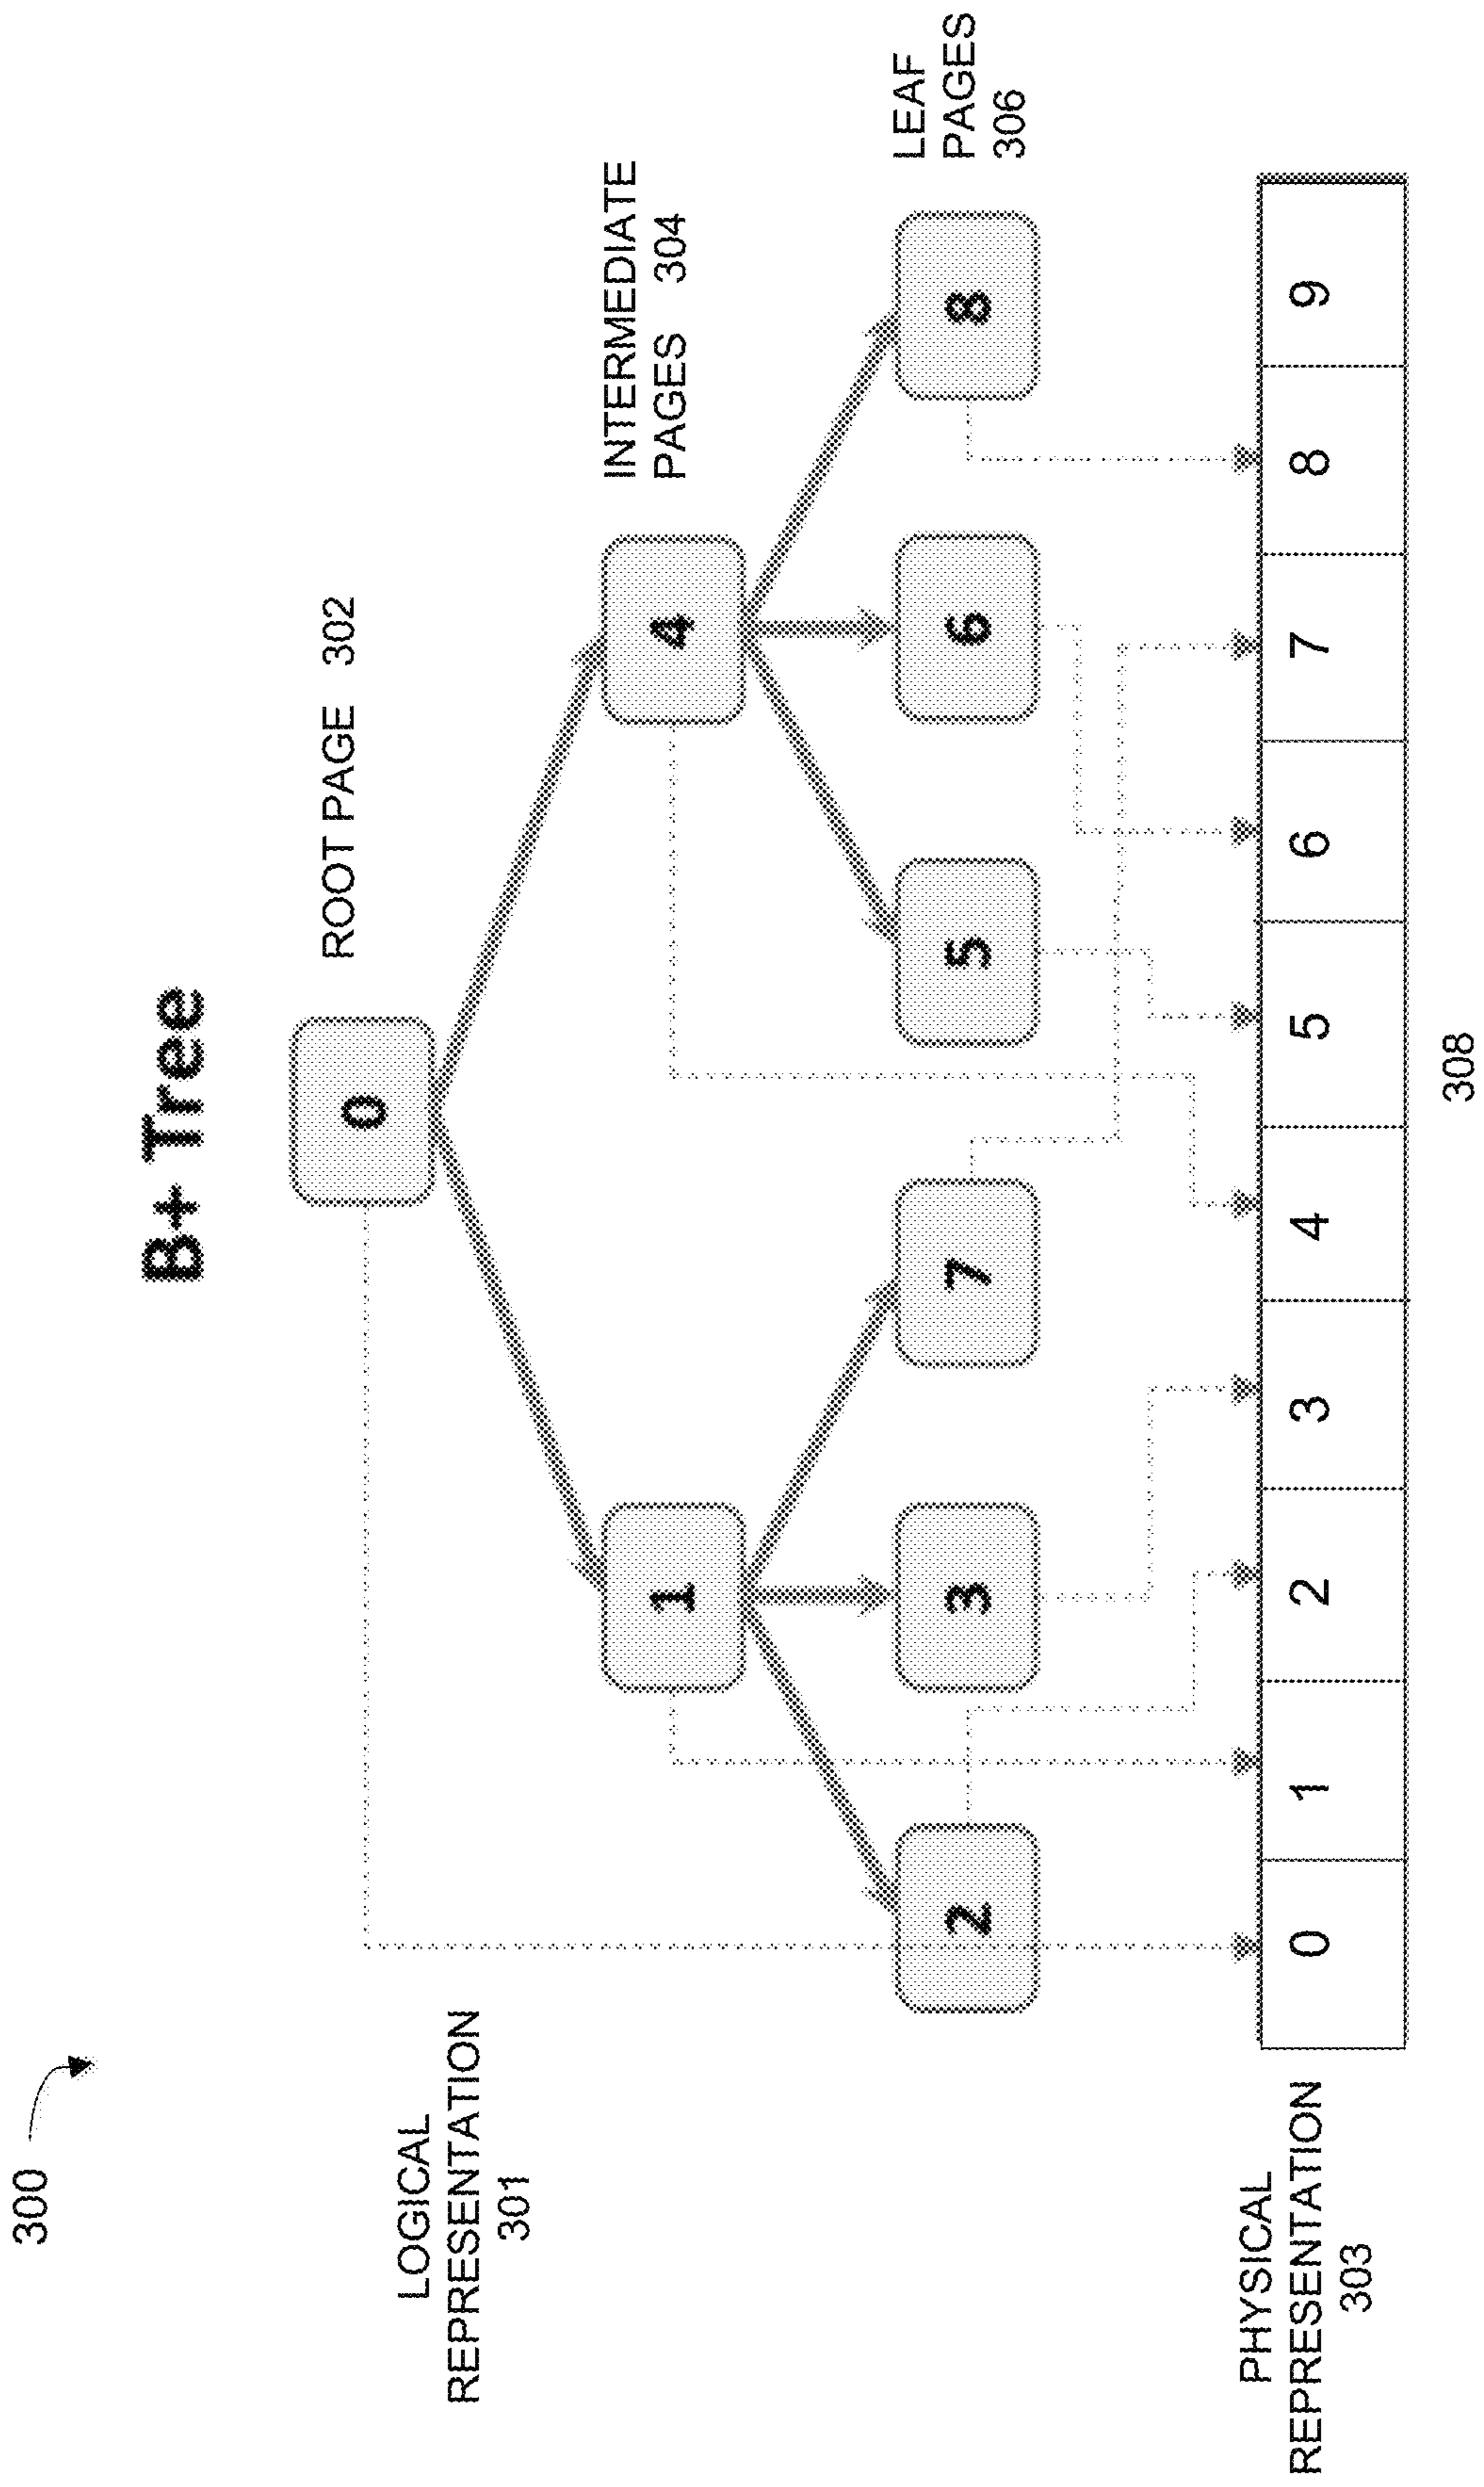 300
B+ Tree
LOGICAL
REPRESENTATION
301
ROOT PAGE 302
0
INTERMEDIATE
PAGES 304
1
4
LEAF
PAGES
306
2
3
7
5
6
8
PHYSICAL
REPRESENTATION
303
0 1 2 3 4 5 6 7 8 9
308